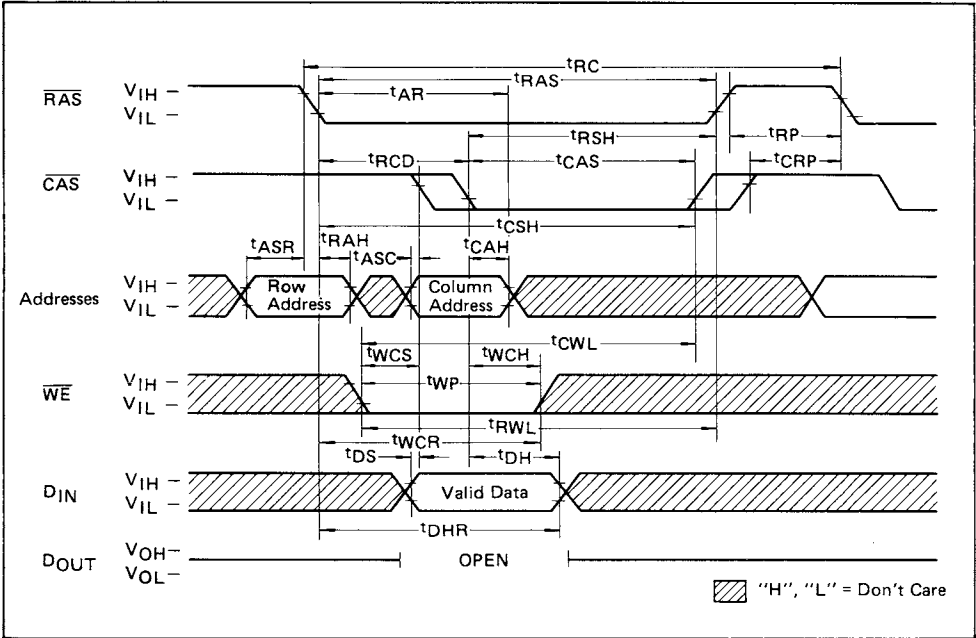 tRC
tRAS
tAR
RAS
VIH –
VIL –
tRSH
tRP
tRCD
tCAS
tCRP
CAS
VIH –
VIL –
tCSH
tASR
tRAH
tASC
tCAH
Addresses
VIH –
VIL –
Row Address
Column Address
tCWL
tWCS
tWCH
WE
VIH –
VIL –
tWP
tRWL
tWCR
tDS
tDH
DIN
VIH –
VIL –
Valid Data
tDHR
DOUT
VOH–
VOL–
OPEN
"H", "L" = Don't Care